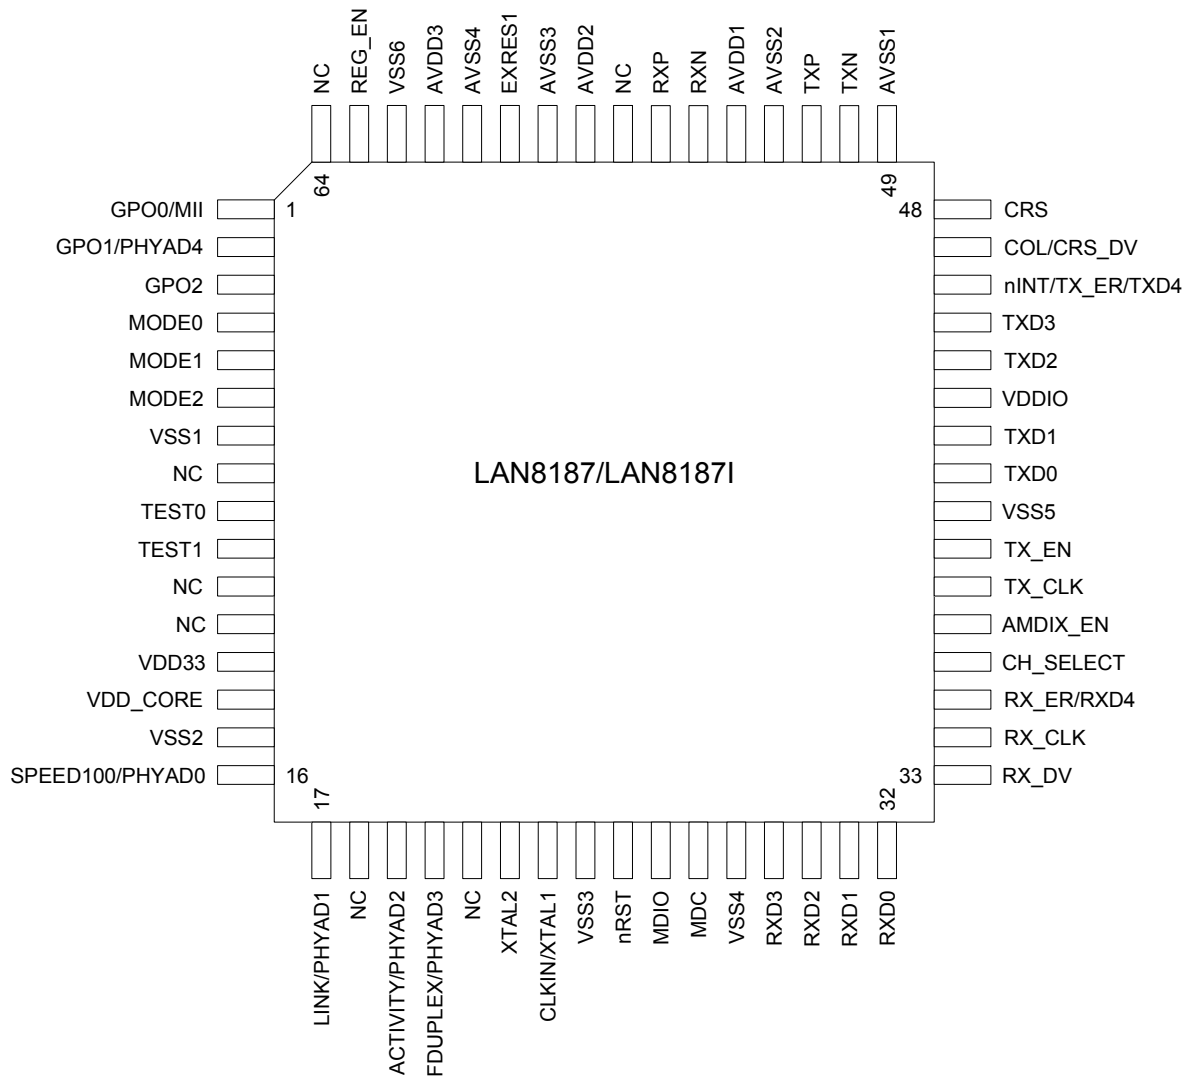 NC
REG_EN
VSS6
AVDD3
AVSS4
EXRES1
AVSS3
AVDD2
NC
RXP
RXN
AVDD1
AVSS2
TXP
TXN
AVSS1
64
49
GPO0/MII
1
48
CRS
GPO1/PHYAD4
COL/CRS_DV
GPO2
nINT/TX_ER/TXD4
MODE0
TXD3
MODE1
TXD2
MODE2
VDDIO
VSS1
TXD1
NC
LAN8187/LAN8187I
TXD0
TEST0
VSS5
TEST1
TX_EN
NC
TX_CLK
NC
AMDIX_EN
VDD33
CH_SELECT
VDD_CORE
RX_ER/RXD4
VSS2
RX_CLK
SPEED100/PHYAD0
16
33
RX_DV
17
32
LINK/PHYAD1
NC
ACTIVITY/PHYAD2
FDUPLEX/PHYAD3
NC
XTAL2
CLKIN/XTAL1
VSS3
nRST
MDIO
MDC
VSS4
RXD3
RXD2
RXD1
RXD0